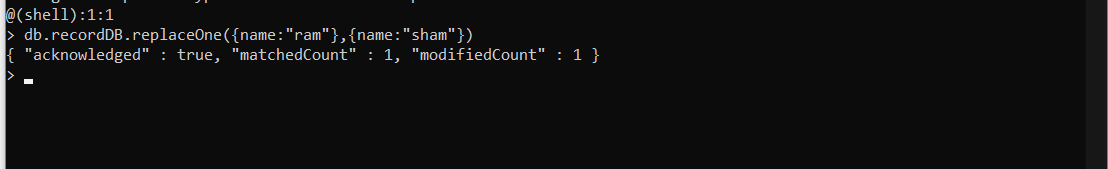 @(shell):1:1
> db.recordDB.replaceOne({name:"ram"},{name:"sham"})
{ "acknowledged" : true, "matchedCount" : 1, "modifiedCount" : 1 }
>